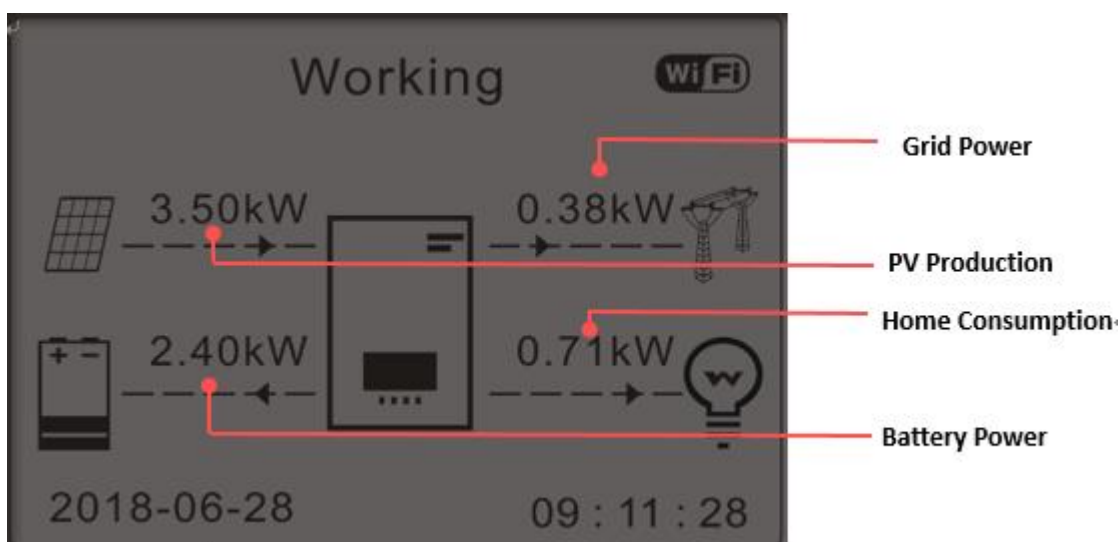 Working
WiFi
Grid Power
3.50kW
0.38kW
PV Production
Home Consumption
2.40kW
0.71kW
Battery Power
2018-06-28
09 : 11 : 28